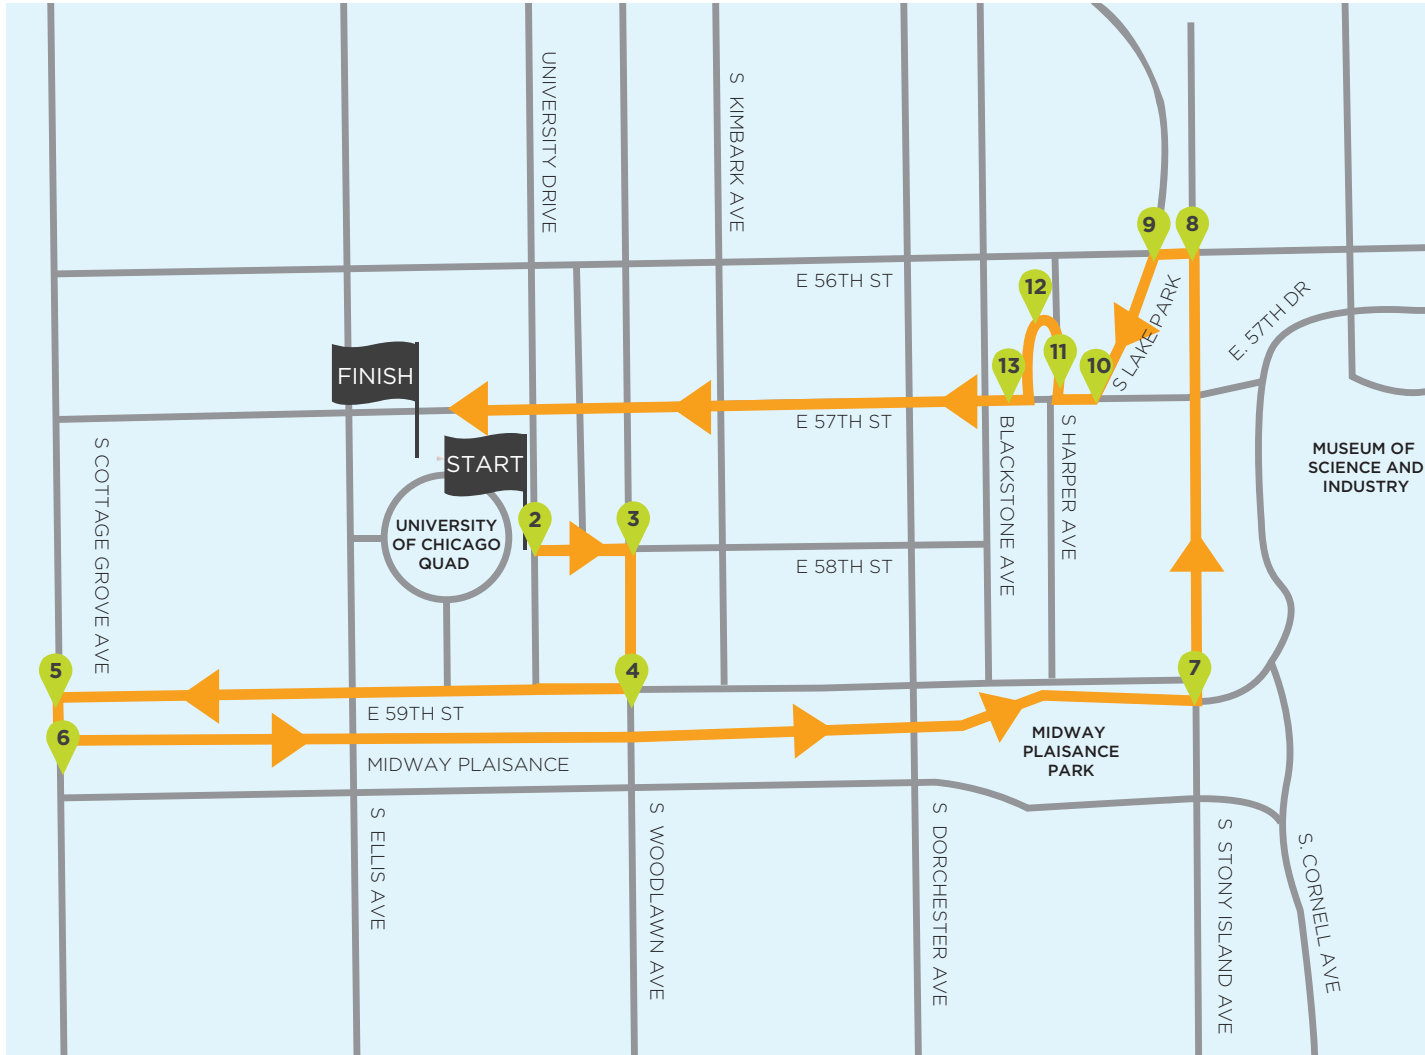 UNIVERSITY DRIVE
S KIMBARK AVE
9
8
E 56TH ST
12
S LAKE PARK
E. 57TH DR
FINISH
13
11
10
E 57TH ST
BLACKSTONE AVE
S HARPER AVE
S COTTAGE GROVE AVE
START
MUSEUM OF
SCIENCE AND
INDUSTRY
UNIVERSITY
OF CHICAGO
QUAD
2
3
E 58TH ST
5
4
7
E 59TH ST
6
MIDWAY PLAISANCE
MIDWAY
PLAISANCE
PARK
S ELLIS AVE
S WOODLAWN AVE
S DORCHESTER AVE
S STONY ISLAND AVE
S. CORNELL AVE